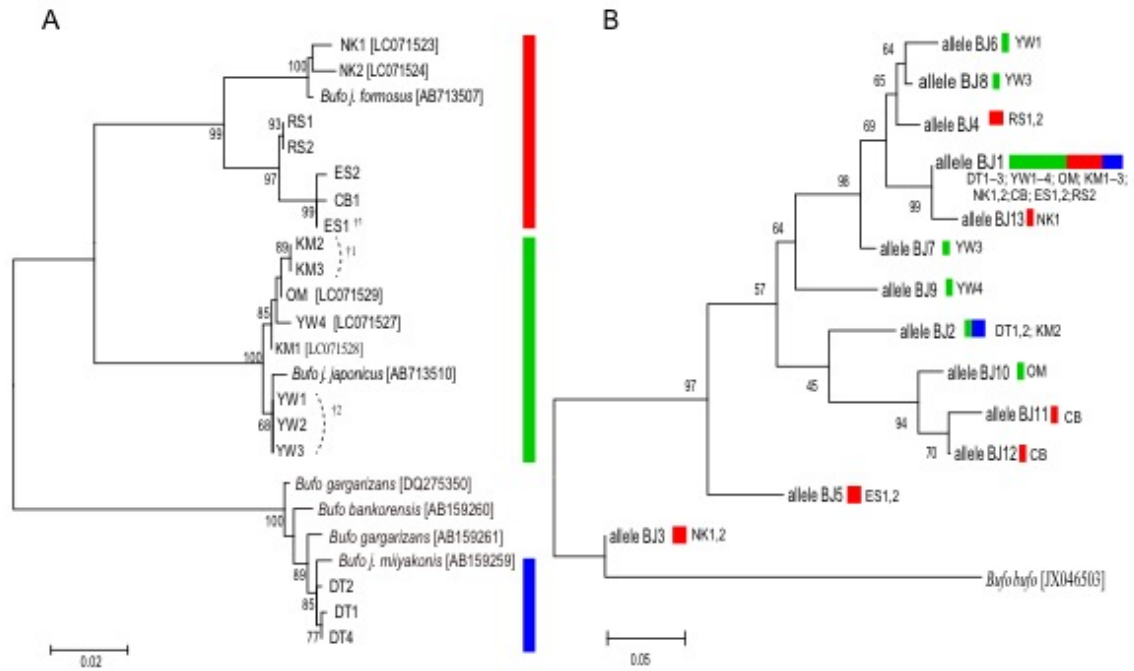 A
NK1 [LC071523]
100
NK2 [LC071524]
Bufo j. formosus [AB713507]
99
93 RS1
RS2
97
ES2
CB1
99
ES1 †1
89 KM2
KM3 †1
OM [LC071529]
85
YW4 [LC071527]
KM1 [LC071528]
100
Bufo j. japonicus [AB713510]
YW1
68 YW2 †2
YW3
Bufo gargarizans [DQ275350]
100
Bufo bankorensis [AB159260]
Bufo gargarizans [AB159261]
89
Bufo j. miiyakonis [AB159259]
DT2
85
DT1
77 DT4
0.02
B
64
allele BJ6 YW1
65
allele BJ8 YW3
allele BJ4 RS1,2
69
allele BJ1
DT1–3; YW1–4; OM; KM1–3;
NK1,2;CB; ES1,2;RS2
98
99
allele BJ13 NK1
64
allele BJ7 YW3
57
allele BJ9 YW4
allele BJ2 DT1,2; KM2
97
45
allele BJ10 OM
94
allele BJ11 CB
70
allele BJ12 CB
allele BJ5 ES1,2
allele BJ3 NK1,2
Bufo bufo [JX046503]
0.05